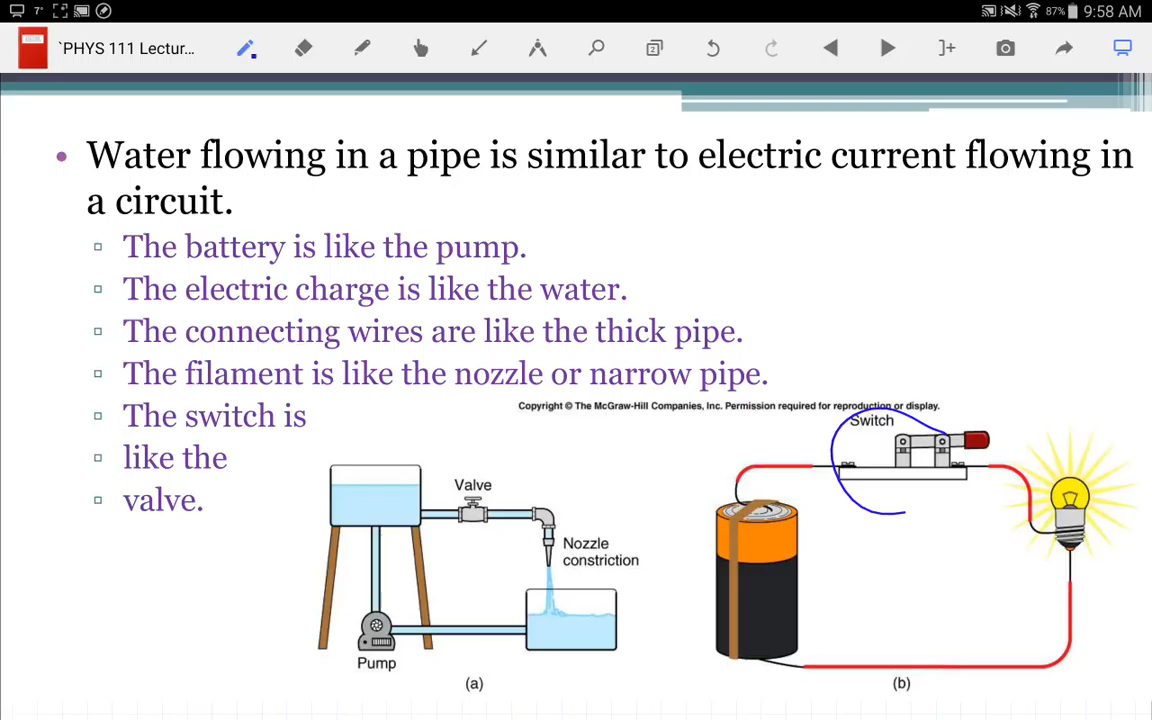 7°
87% 9:58 AM
`PHYS 111 Lectur...
2
Water flowing in a pipe is similar to electric current flowing in
a circuit.
The battery is like the pump.
The electric charge is like the water.
The connecting wires are like the thick pipe.
The filament is like the nozzle or narrow pipe.
The switch is
like the
valve.
Copyright © The McGraw-Hill Companies, Inc. Permission required for reproduction or display.
Switch
Valve
Nozzle
constriction
Pump
(a)
(b)